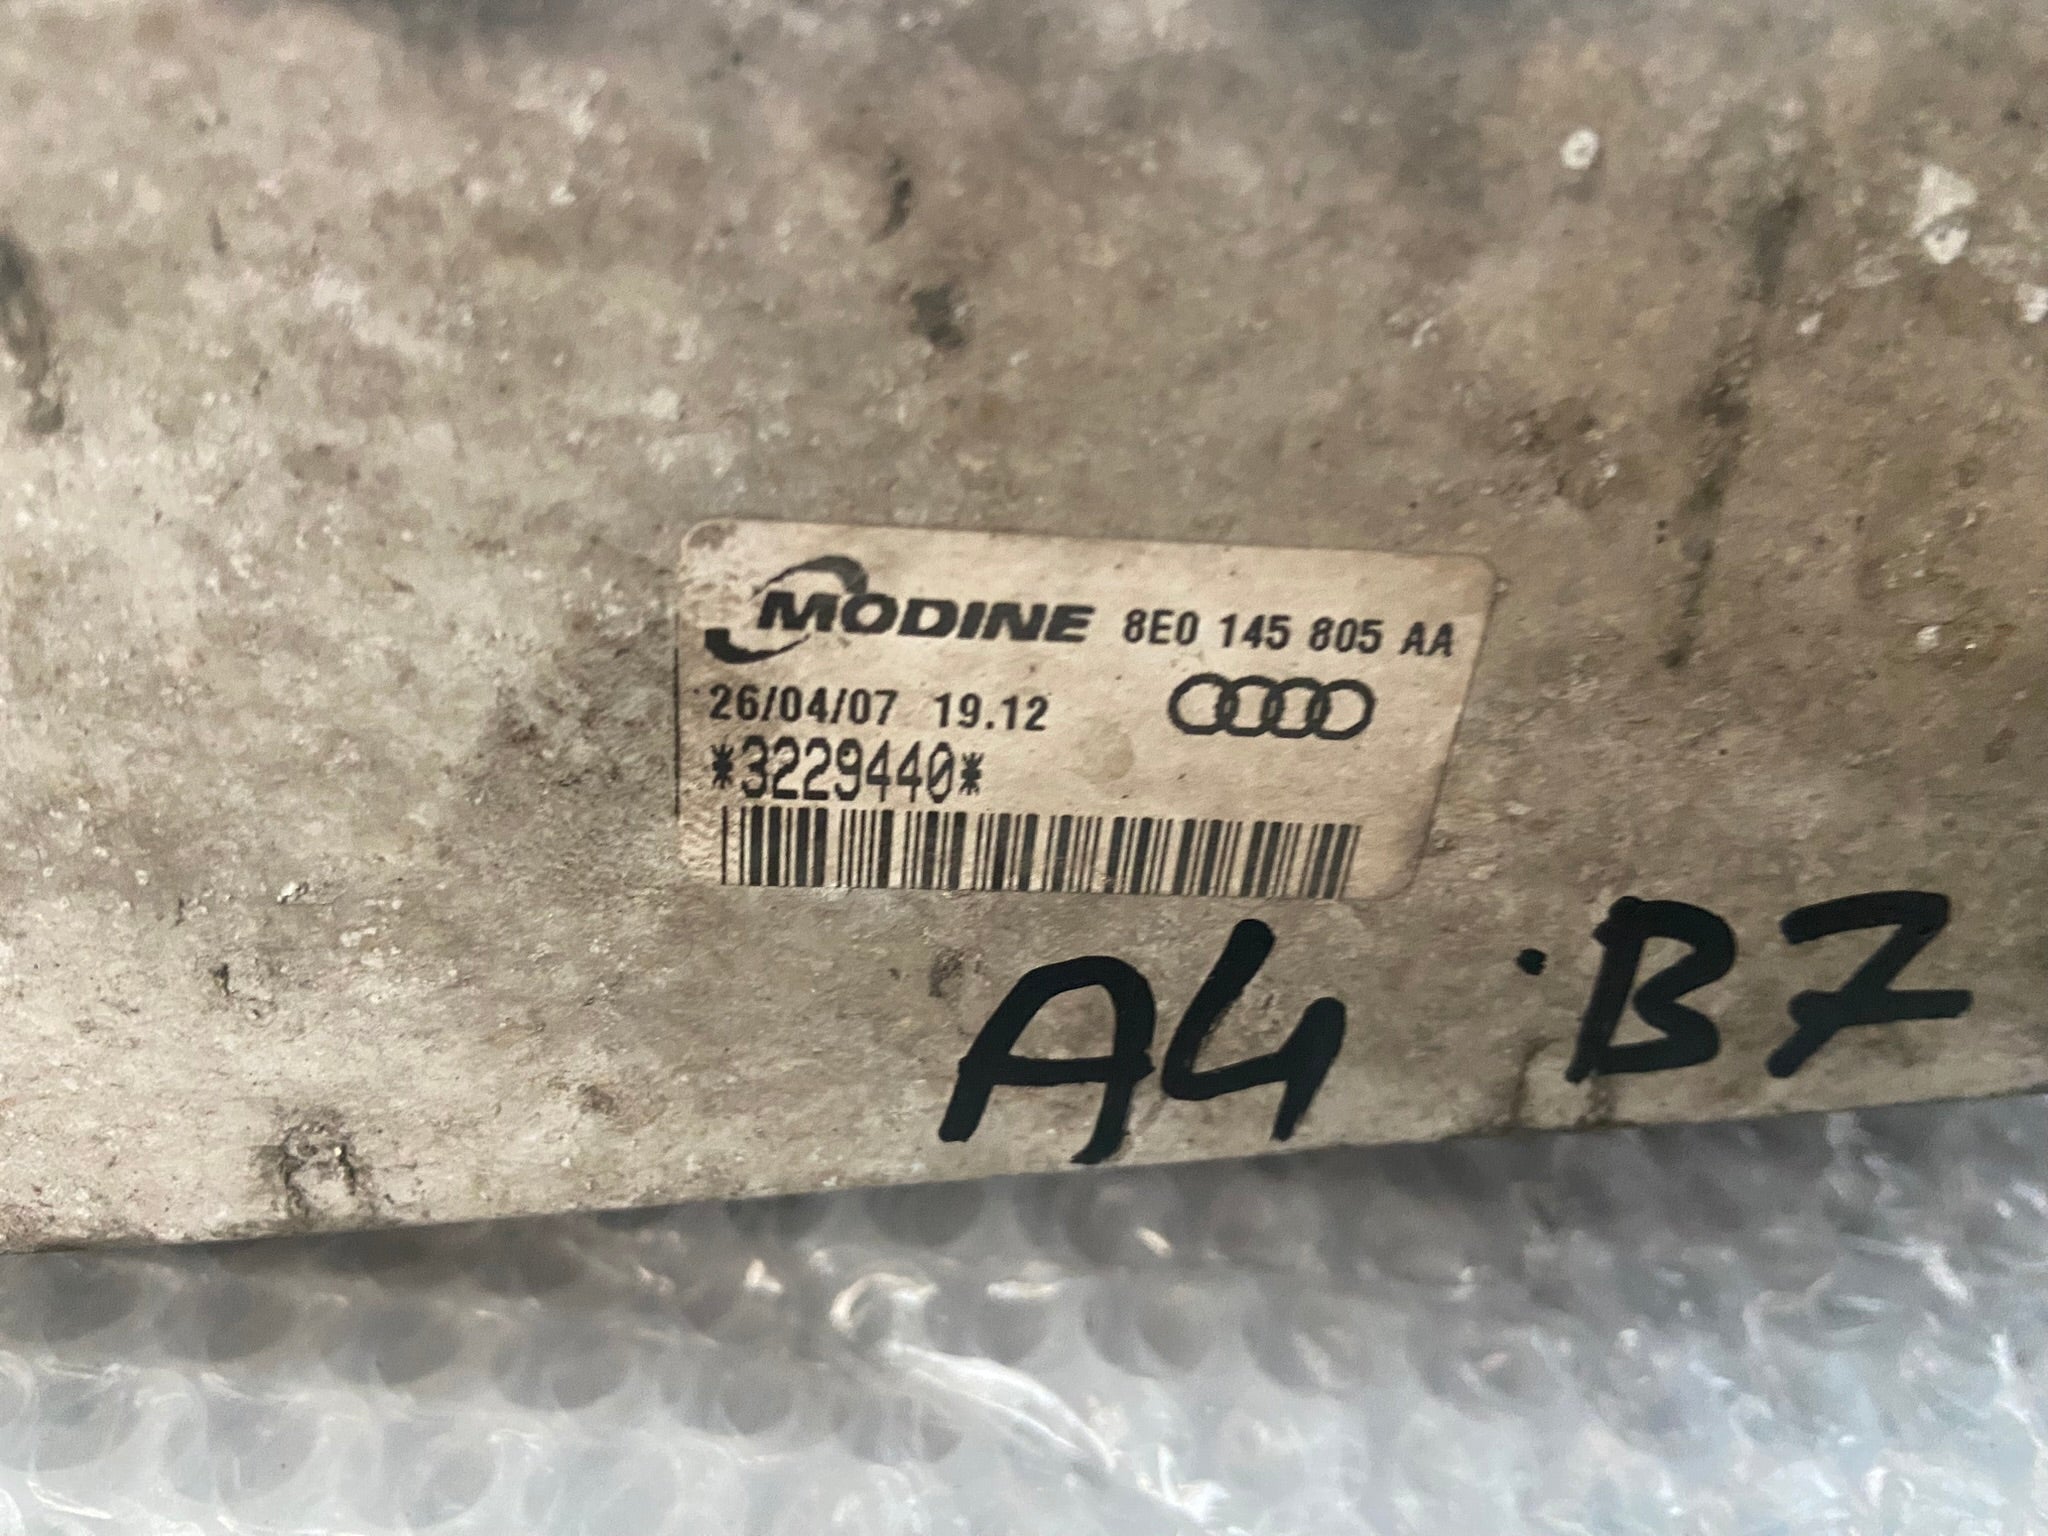 MODINE 8E0 145 805 AA
26/04/07 19.12
*3229440*
A4 B7